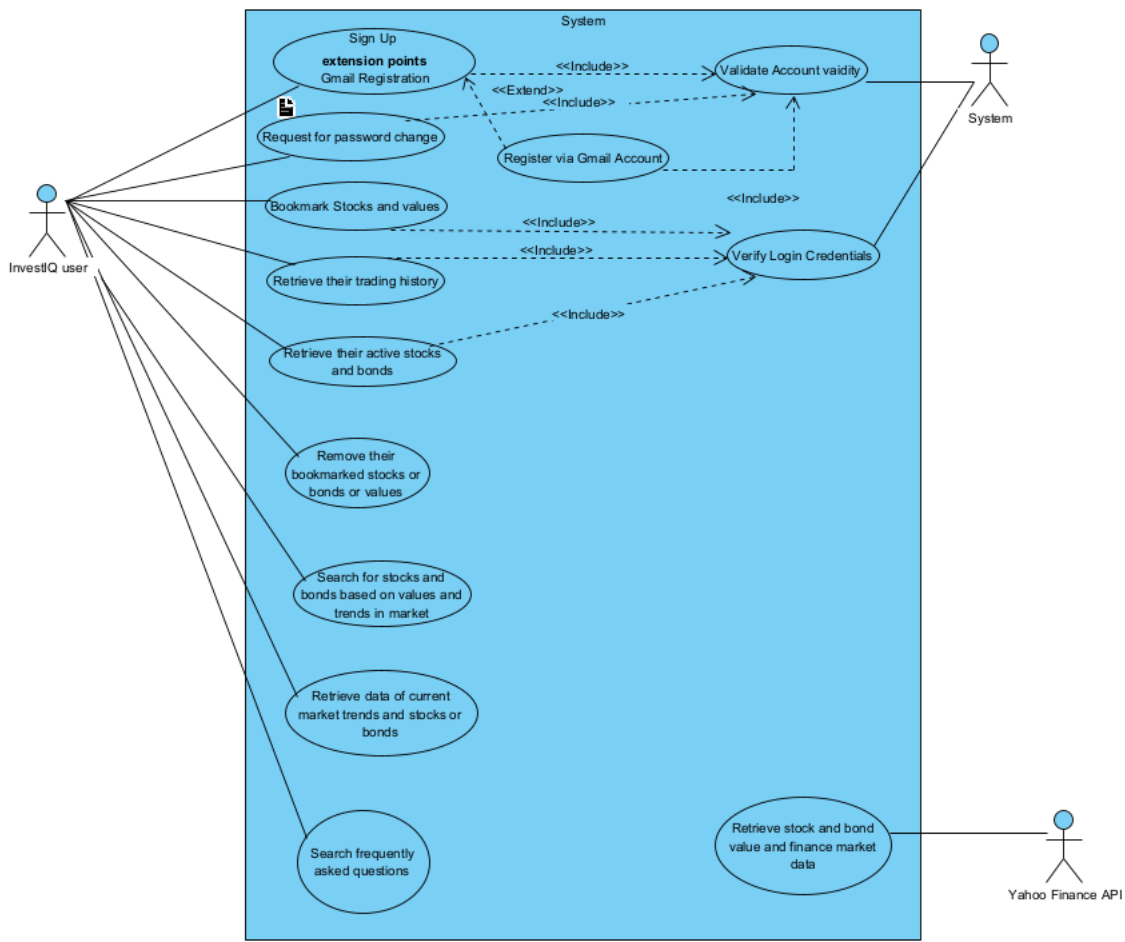 System
Sign Up
extension points
Gmail Registration
<<Include>>
Validate Account vaidity
<<Extend>>
<<Include>>
System
Request for password change
Register via Gmail Account
Bookmark Stocks and values
<<Include>>
<<Include>>
<<Include>>
Verify Login Credentials
InvestIQ user
Retrieve their trading history
<<Include>>
Retrieve their active stocks
and bonds
Remove their
bookmarked stocks or
bonds or values
Search for stocks and
bonds based on values and
trends in market
Retrieve data of current
market trends and stocks or
bonds
Retrieve stock and bond
value and finance market
data
Search frequently
asked questions
Yahoo Finance API